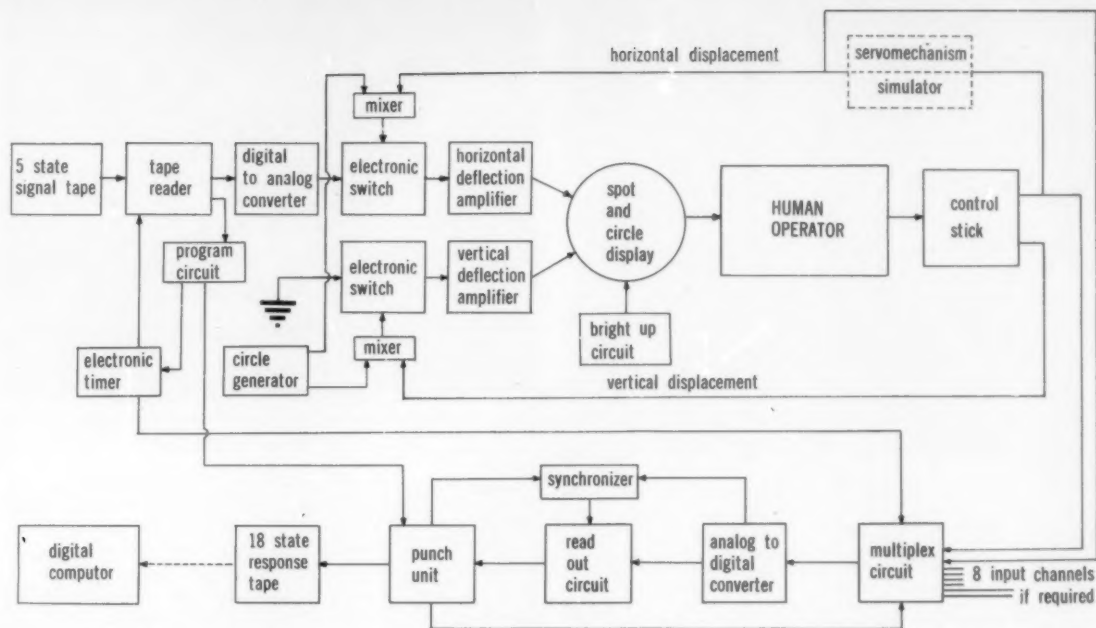 horizontal displacement
servomechanism
simulator
mixer
5 state
signal tape
tape
reader
digital
to analog
converter
electronic
switch
horizontal
deflection
amplifier
spot
and
circle
display
HUMAN
OPERATOR
control
stick
program
circuit
electronic
switch
vertical
deflection
amplifier
bright up
circuit
electronic
timer
circle
generator
mixer
vertical displacement
synchronizer
digital
computor
18 state
response
tape
punch
unit
read
out
circuit
analog to
digital
converter
multiplex
circuit
8 input channels
if required